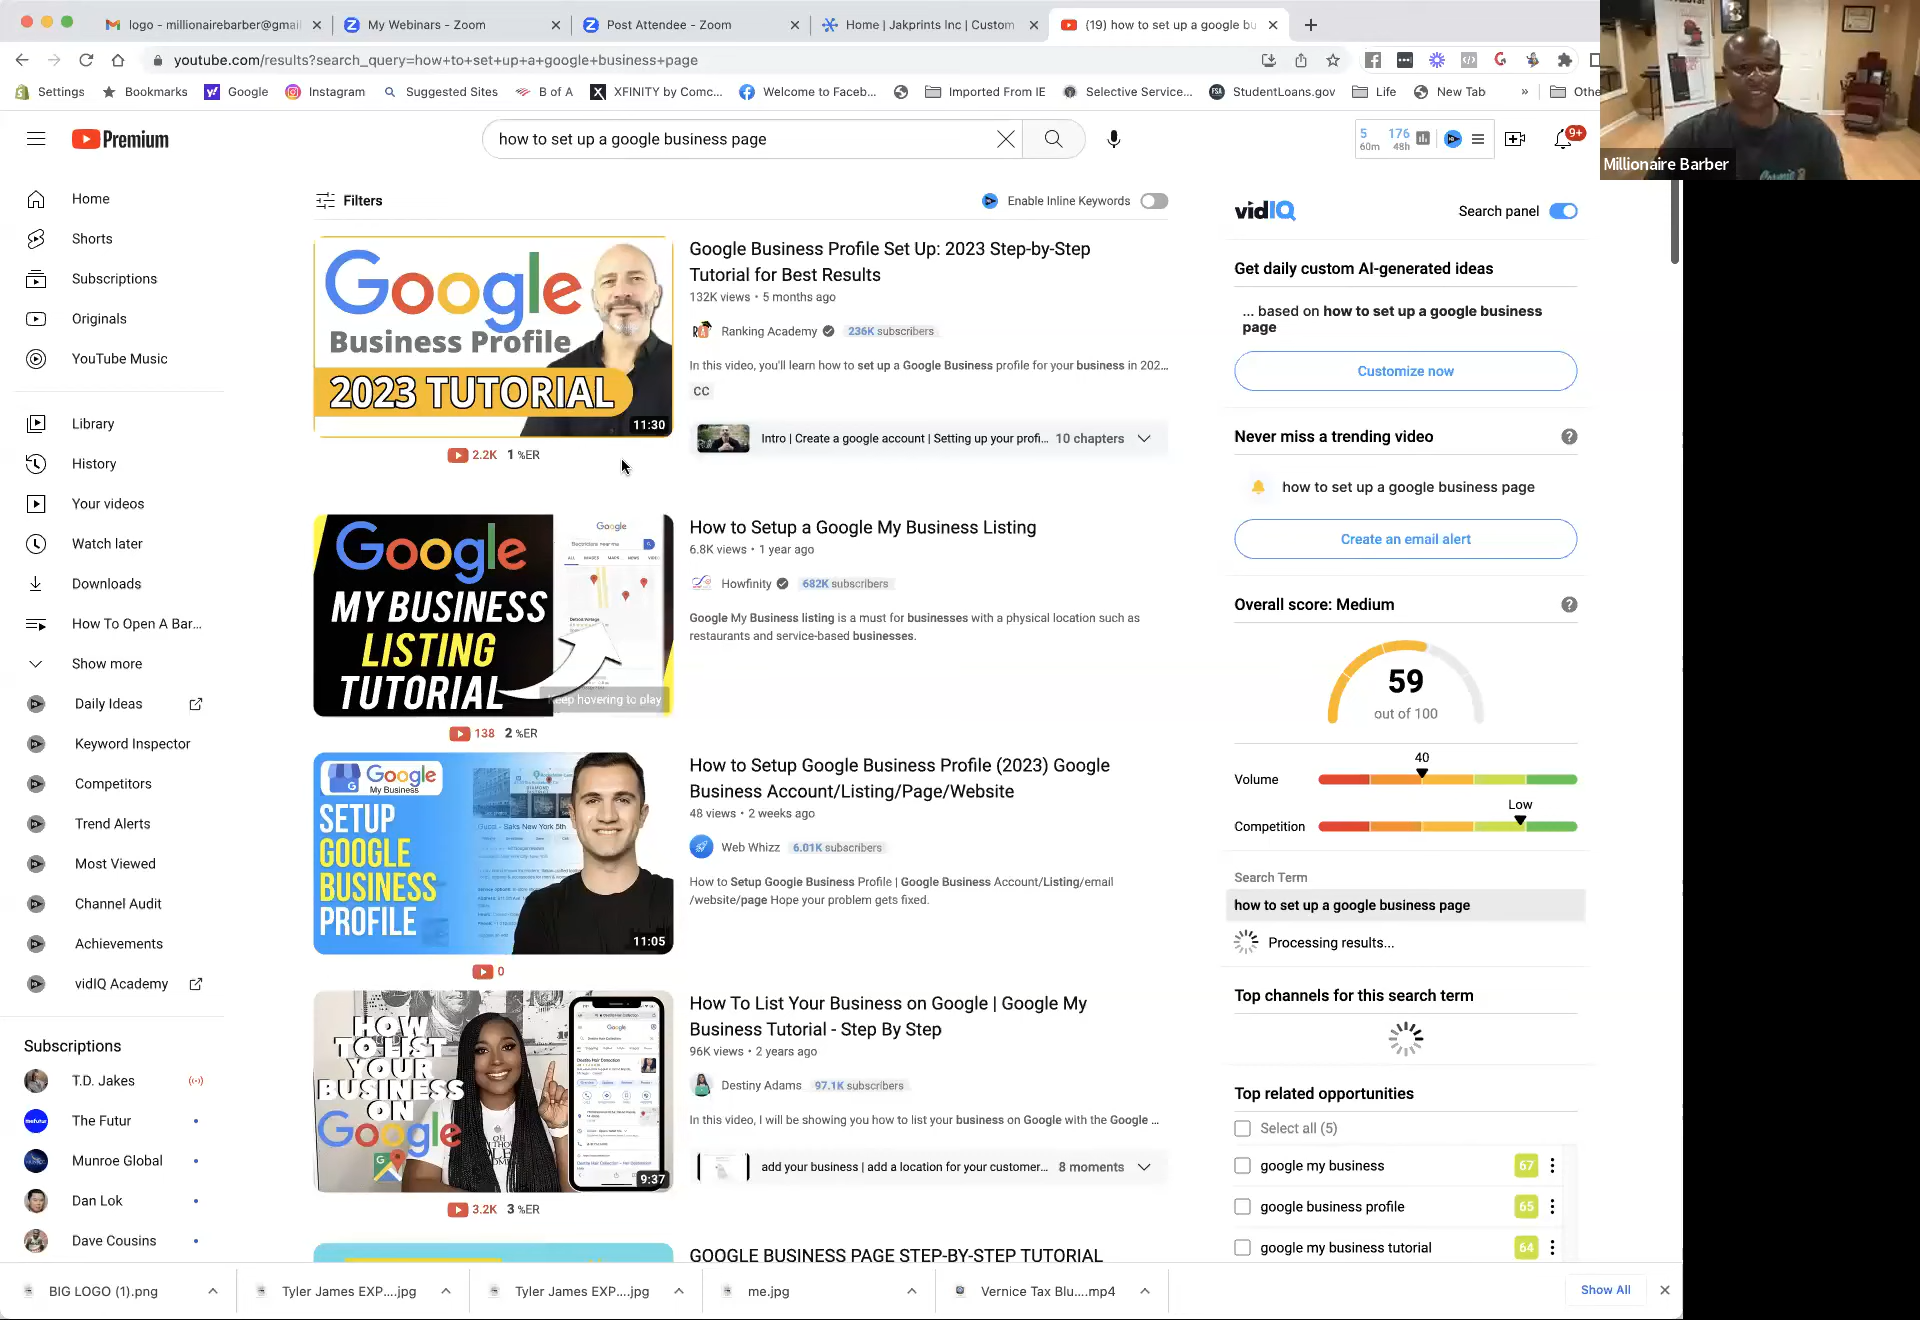 logo - millionairebarber@gmai
My Webinars - Zoom
Post Attendee - Zoom
Home | Jakprints Inc | Custom
(19) how to set up a google bu
youtube.com/results?search_query=how+to+set+up+a+google+business+page
Settings
Bookmarks
Google
Instagram
Suggested Sites
B of A
XFINITY by Comc...
Welcome to Faceb...
Imported From IE
Selective Service...
StudentLoans.gov
Life
New Tab
»
Othe
Millionaire Barber
Premium
how to set up a google business page
5
60m
176
48h
9+
Home
Shorts
Subscriptions
Originals
YouTube Music
Library
History
Your videos
Watch later
Downloads
How To Open A Bar...
Show more
Daily Ideas
Keyword Inspector
Competitors
Trend Alerts
Most Viewed
Channel Audit
Achievements
vidIQ Academy
Subscriptions
T.D. Jakes
The Futur
Munroe Global
Dan Lok
Dave Cousins
Filters
Enable Inline Keywords
Google
Business Profile
2023 TUTORIAL
11:30
2.2K 1 %ER
Google Business Profile Set Up: 2023 Step-by-Step
Tutorial for Best Results
132K views • 5 months ago
Ranking Academy 236K subscribers
In this video, you'll learn how to set up a Google Business profile for your business in 202...
CC
Intro | Create a google account | Setting up your profi... 10 chapters
Google
MY BUSINESS
LISTING
TUTORIAL
Google
keep hovering to play
138 2 %ER
How to Setup a Google My Business Listing
6.8K views • 1 year ago
Howfinity 682K subscribers
Google My Business listing is a must for businesses with a physical location such as
restaurants and service-based businesses.
Google
My Business
SETUP
GOOGLE
BUSINESS
PROFILE
11:05
0
How to Setup Google Business Profile (2023) Google
Business Account/Listing/Page/Website
48 views • 2 weeks ago
Web Whizz 6.01K subscribers
How to Setup Google Business Profile | Google Business Account/Listing/email
/website/page Hope your problem gets fixed.
HOW
TO LIST
YOUR
BUSINESS
ON
Google
9:37
3.2K 3 %ER
How To List Your Business on Google | Google My
Business Tutorial - Step By Step
96K views • 2 years ago
Destiny Adams 97.1K subscribers
In this video, I will be showing you how to list your business on Google with the Google ...
add your business | add a location for your customer... 8 moments
GOOGLE BUSINESS PAGE STEP-BY-STEP TUTORIAL
vidIQ
Search panel
Get daily custom AI-generated ideas
... based on how to set up a google business
page
Customize now
Never miss a trending video
how to set up a google business page
Create an email alert
Overall score: Medium
59
out of 100
40
Volume
Low
Competition
Search Term
how to set up a google business page
Processing results...
Top channels for this search term
Top related opportunities
Select all (5)
google my business 67
google business profile 65
google my business tutorial 64
BIG LOGO (1).png
Tyler James EXP....jpg
Tyler James EXP....jpg
me.jpg
Vernice Tax Blu....mp4
Show All